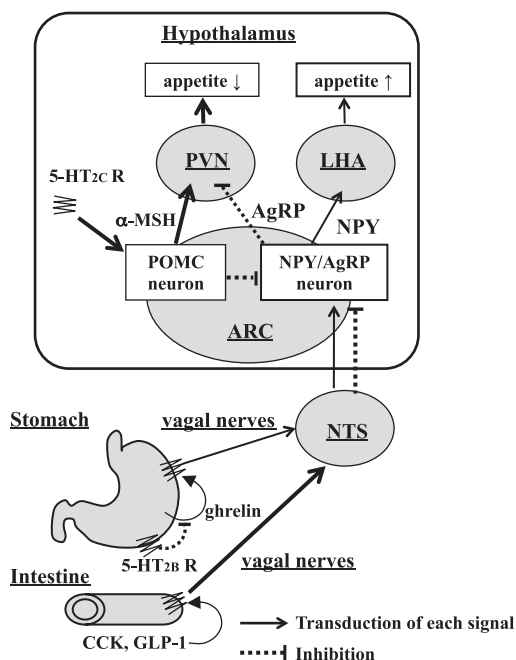 Hypothalamus
appetite ↓
appetite ↑
PVN
LHA
5-HT2C R
α-MSH
AgRP
NPY
POMC
neuron
NPY/AgRP
neuron
ARC
Stomach
vagal nerves
NTS
ghrelin
5-HT2B R
vagal nerves
Intestine
CCK, GLP-1
Transduction of each signal
Inhibition